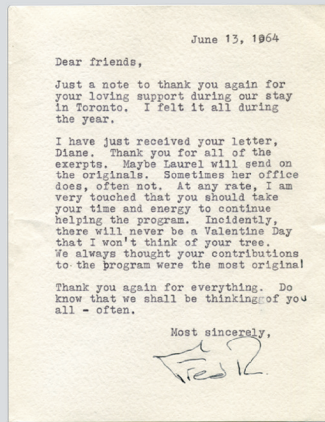 June 13, 1964
Dear friends,
Just a note to thank you again for
your loving support during our stay
in Toronto. I felt it all during
the year.
I have just received your letter,
Diane. Thank you for all of the
exerpts. Maybe Laurel will send on
the originals. Sometimes her office
does, often not. At any rate, I am
very touched that you should take
your time and energy to continue
helping the program. Incidently,
there will never be a Valentine Day
that I won't think of your tree.
We always thought your contributions
to the program were the most original
Thank you again for everything. Do
know that we shall be thinking of you
all - often.
Most sincerely,
Fred R.